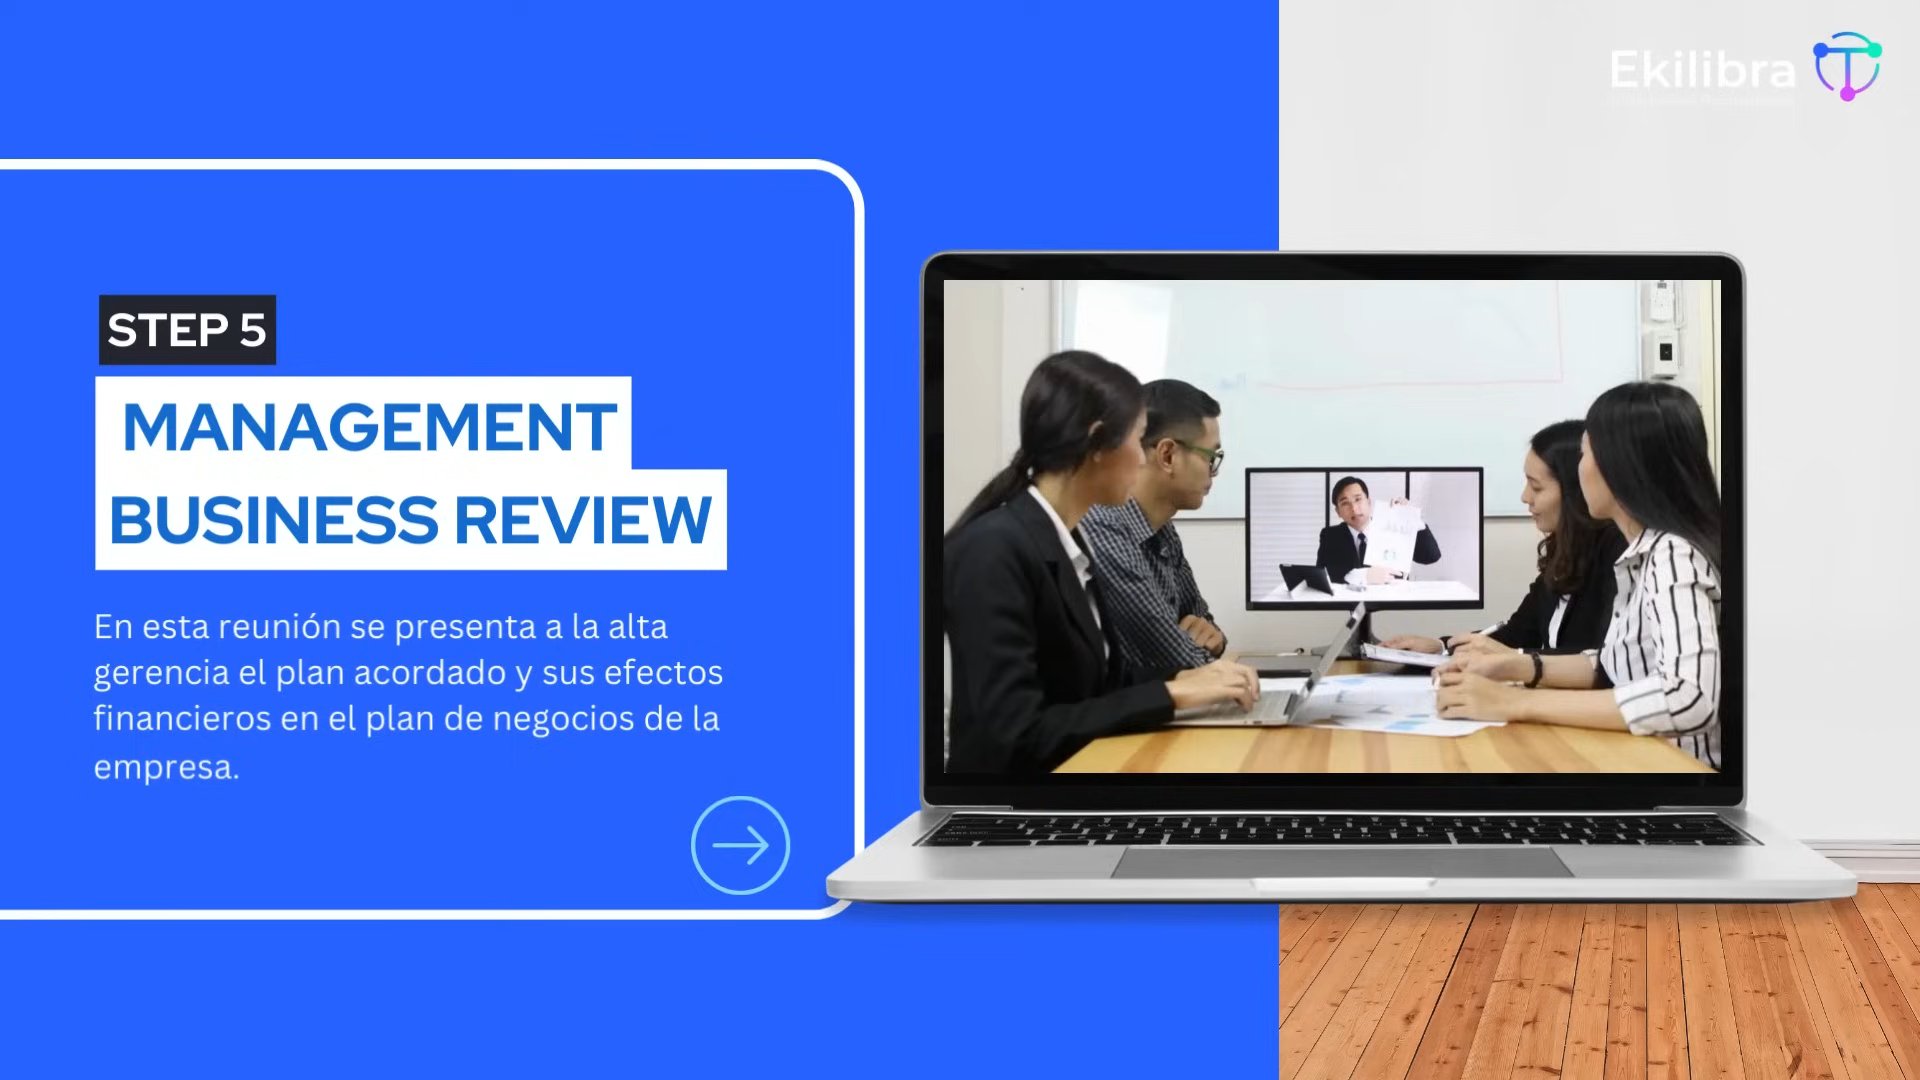 Ekilibra
STEP 5
MANAGEMENT
BUSINESS REVIEW
En esta reunión se presenta a la alta
gerencia el plan acordado y sus efectos
financieros en el plan de negocios de la
empresa.